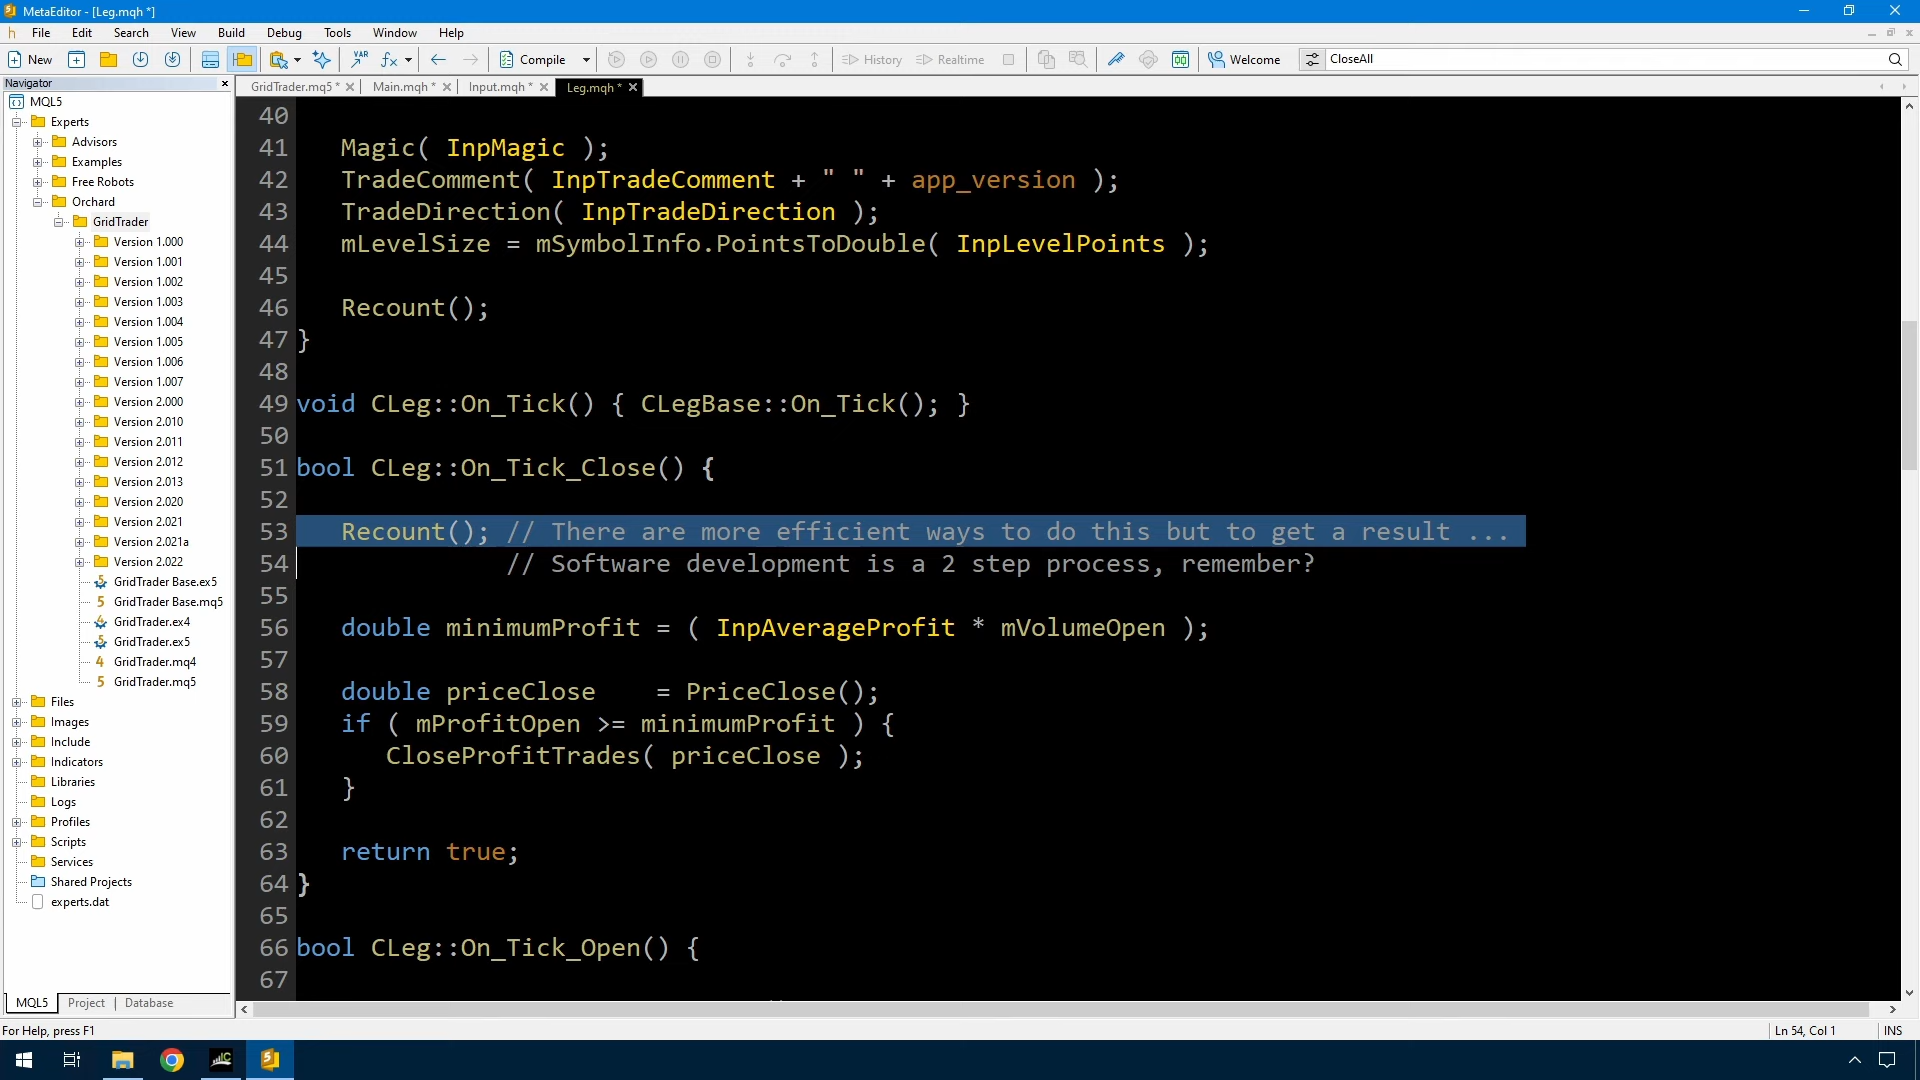 MetaEditor - [Leg.mqh *]
File Edit Search View Build Debug Tools Window Help
New Compile History Realtime Welcome CloseAll
Navigator
GridTrader.mq5 * Main.mqh * Input.mqh * Leg.mqh *
MQL5
Experts
Advisors
Examples
Free Robots
Orchard
GridTrader
Version 1.000
Version 1.001
Version 1.002
Version 1.003
Version 1.004
Version 1.005
Version 1.006
Version 1.007
Version 2.000
Version 2.010
Version 2.011
Version 2.012
Version 2.013
Version 2.020
Version 2.021
Version 2.021a
Version 2.022
GridTrader Base.ex5
GridTrader Base.mq5
GridTrader.ex4
GridTrader.ex5
GridTrader.mq4
GridTrader.mq5
Files
Images
Include
Indicators
Libraries
Logs
Profiles
Scripts
Services
Shared Projects
experts.dat
MQL5 Project Database
40
41 Magic( InpMagic );
42 TradeComment( InpTradeComment + " " + app_version );
43 TradeDirection( InpTradeDirection );
44 mLevelSize = mSymbolInfo.PointsToDouble( InpLevelPoints );
45
46 Recount();
47 }
48
49 void CLeg::On_Tick() { CLegBase::On_Tick(); }
50
51 bool CLeg::On_Tick_Close() {
52
53 Recount(); // There are more efficient ways to do this but to get a result ...
54 // Software development is a 2 step process, remember?
55
56 double minimumProfit = ( InpAverageProfit * mVolumeOpen );
57
58 double priceClose = PriceClose();
59 if ( mProfitOpen >= minimumProfit ) {
60 CloseProfitTrades( priceClose );
61 }
62
63 return true;
64 }
65
66 bool CLeg::On_Tick_Open() {
67
For Help, press F1
Ln 54, Col 1 INS